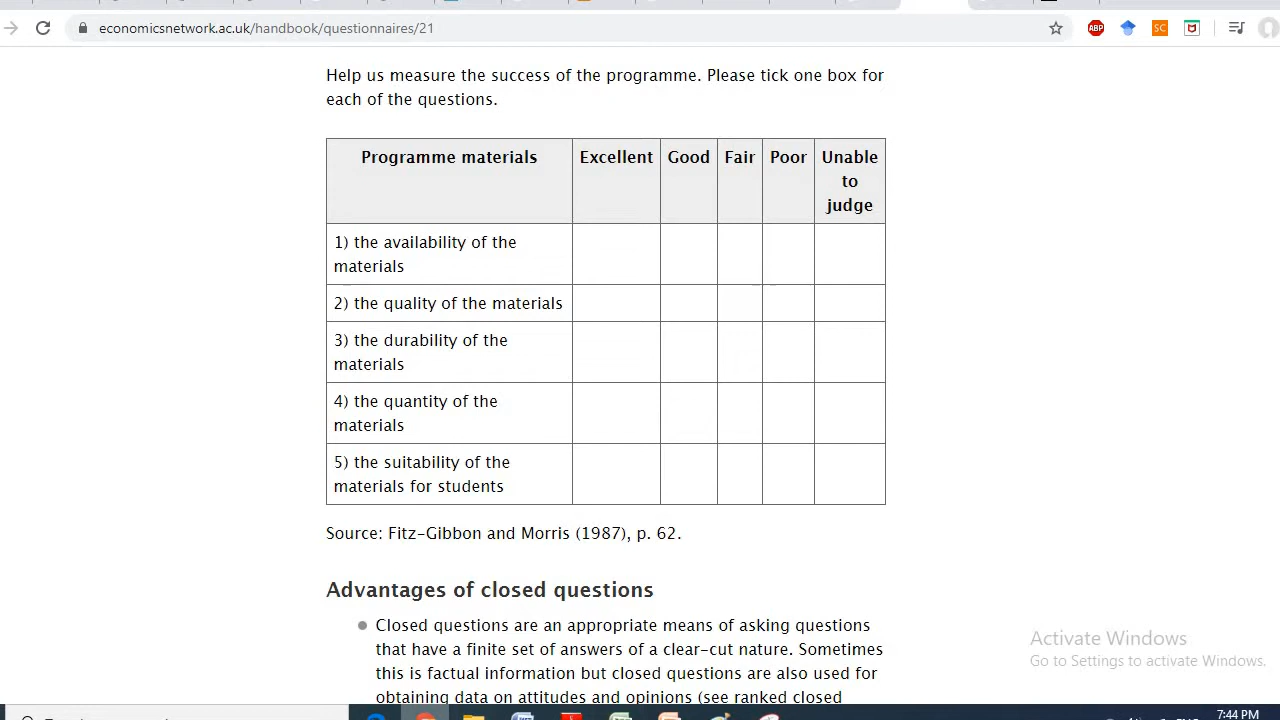 economicsnetwork.ac.uk/handbook/questionnaires/21
ABP
SC
Help us measure the success of the programme. Please tick one box for
each of the questions.
Programme materials
Excellent
Good
Fair
Poor
Unable
to
judge
1) the availability of the
materials
2) the quality of the materials
3) the durability of the
materials
4) the quantity of the
materials
5) the suitability of the
materials for students
Source: Fitz-Gibbon and Morris (1987), p. 62.
Advantages of closed questions
Closed questions are an appropriate means of asking questions
that have a finite set of answers of a clear-cut nature. Sometimes
this is factual information but closed questions are also used for
obtaining data on attitudes and opinions (see ranked closed
Activate Windows
Go to Settings to activate Windows.
7:44 PM